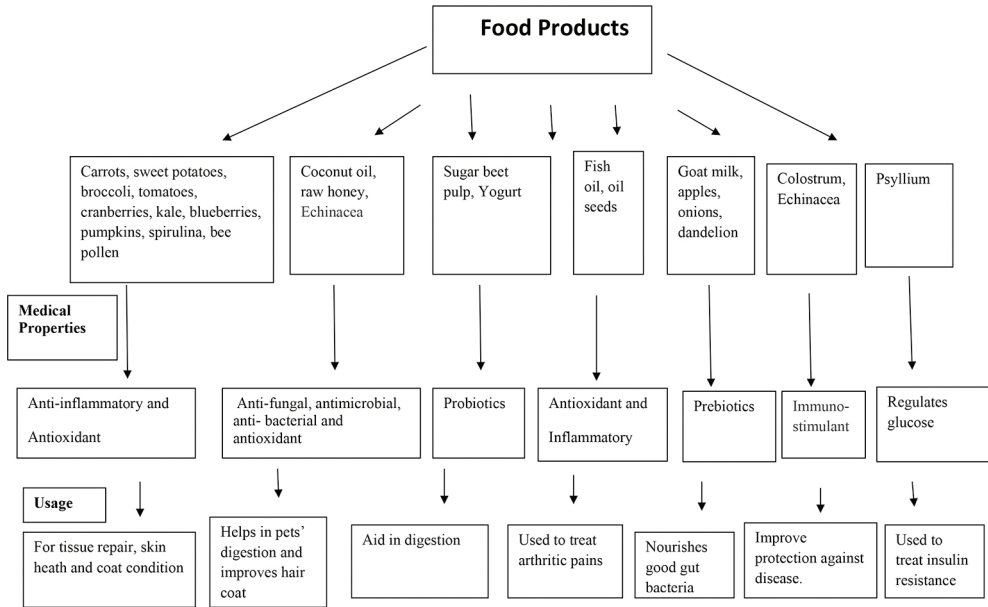 Food Products
Carrots, sweet potatoes,
broccoli, tomatoes,
cranberries, kale, blueberries,
pumpkins, spirulina, bee
pollen
Coconut oil,
raw honey,
Echinacea
Sugar beet
pulp, Yogurt
Fish
oil, oil
seeds
Goat milk,
apples,
onions,
dandelion
Colostrum,
Echinacea
Psyllium
Medical
Properties
Anti-inflammatory and
Antioxidant
Anti-fungal, antimicrobial,
anti- bacterial and
antioxidant
Probiotics
Antioxidant and
Inflammatory
Prebiotics
Immuno-
stimulant
Regulates
glucose
Usage
For tissue repair, skin
heath and coat condition
Helps in pets’
digestion and
improves hair
coat
Aid in digestion
Used to treat
arthritic pains
Nourishes
good gut
bacteria
Improve
protection against
disease.
Used to
treat insulin
resistance